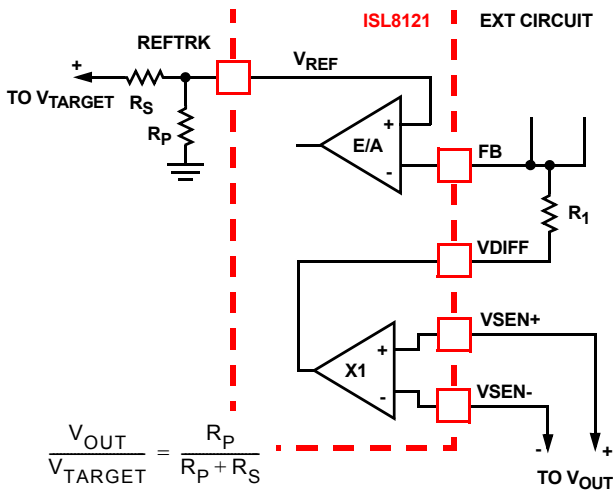 ISL8121 EXT CIRCUIT
REFTRK
VREF
+
TO VTARGET
RS
RP
+
E/A
-
FB
R1
VDIFF
VSEN+
+
X1
-
VSEN-
- +
TO VOUT
VOUT / VTARGET = RP / RP + RS